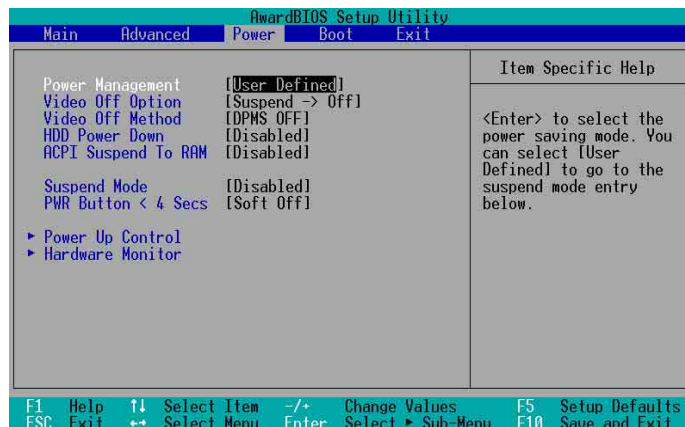 AwardBIOS Setup Utility
Main Advanced Power Boot Exit
Item Specific Help
Power Management [User Defined]
Video Off Option [Suspend -> Off]
Video Off Method [DPMS OFF]
HDD Power Down [Disabled]
ACPI Suspend To RAM [Disabled]
Suspend Mode [Disabled]
PWR Button < 4 Secs [Soft Off]
► Power Up Control
► Hardware Monitor
<Enter> to select the
power saving mode. You
can select [User
Defined] to go to the
suspend mode entry
below.
F1 Help ↑↓ Select Item -/+ Change Values F5 Setup Defaults
ESC Exit ←→ Select Menu Enter Select ► Sub-Menu F10 Save and Exit